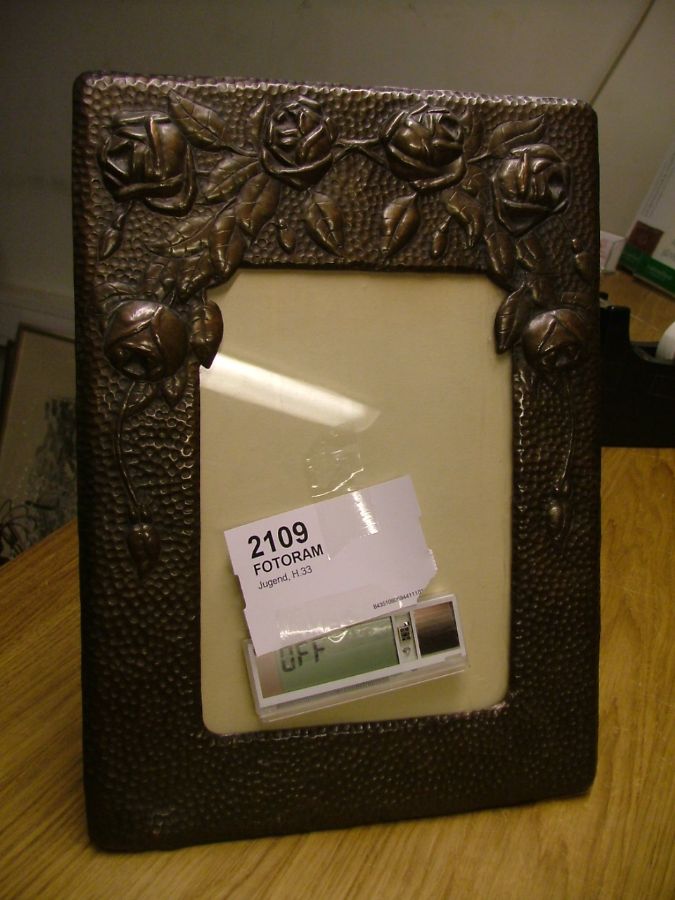 2109
FOTORAM
Jugend, H.33
OFF